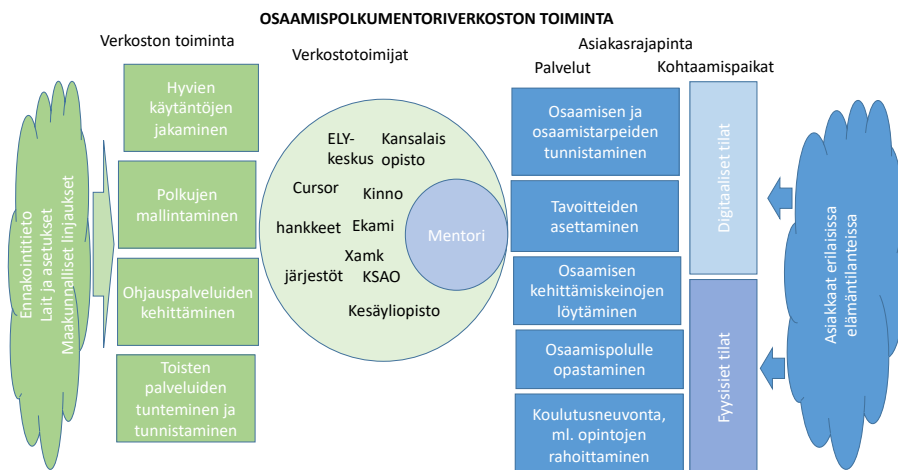 OSAAMISPOLKUMENTORIVERKOSTON TOIMINTA
Verkoston toiminta
Verkostotoimijat
Asiakasrajapinta
Palvelut
Kohtaamispaikat
Ennakointitieto
Lait ja asetukset
Maakunnalliset linjaukset
Hyvien
käytäntöjen
jakaminen
Polkujen
mallintaminen
Ohjauspalveluiden
kehittäminen
Toisten
palveluiden
tunteminen ja
tunnistaminen
ELY-
keskus
Kansalais
opisto
Cursor
Kinno
hankkeet
Ekami
Xamk
järjestöt
KSAO
Kesäyliopisto
Mentori
Osaamisen ja
osaamistarpeiden
tunnistaminen
Tavoitteiden
asettaminen
Osaamisen
kehittämiskeinojen
löytäminen
Osaamispolulle
opastaminen
Koulutusneuvonta,
ml. opintojen
rahoittaminen
Digitaaliset tilat
Fyysisiet tilat
Asiakkaat erilaisissa
elämäntilanteissa